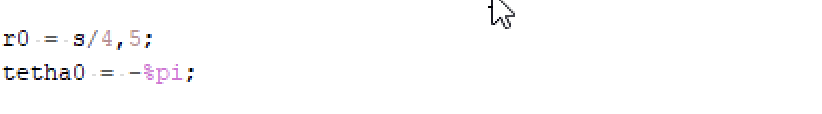 r0 = s/4,5;
tetha0 = -%pi;